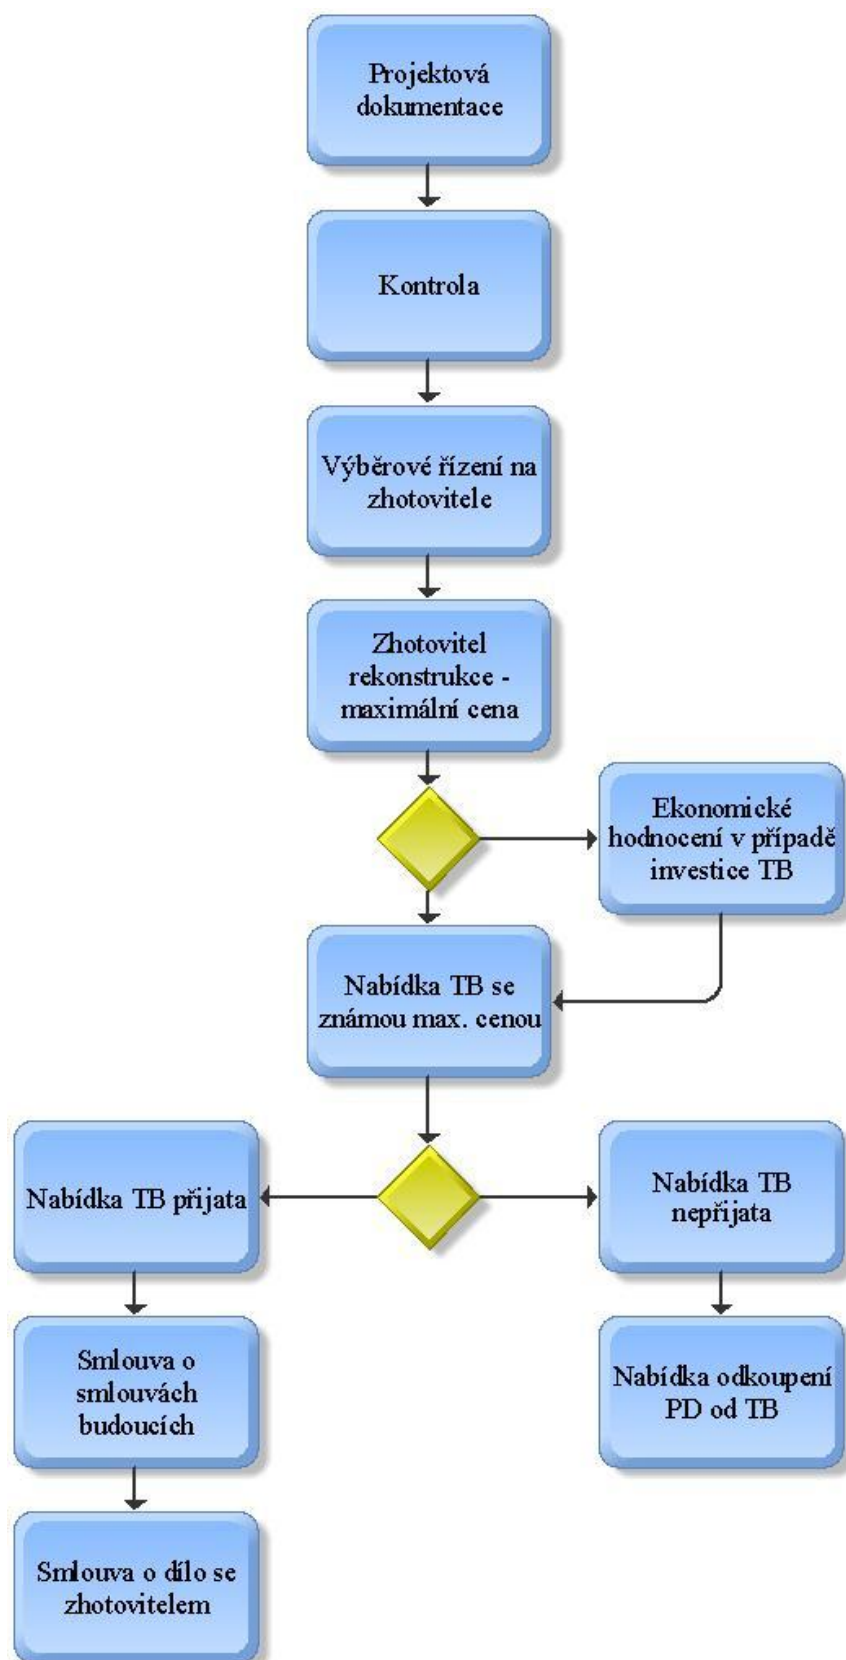 Projektová
dokumentace
Kontrola
Výběrové řízení na
zhotovitele
Zhotovitel
rekonstrukce -
maximální cena
Ekonomické
hodnocení v případě
investice TB
Nabídka TB se
známou max. cenou
Nabídka TB přijata
Nabídka TB
nepřijata
Smlouva o
smlouvách
budoucích
Nabídka odkoupení
PD od TB
Smlouva o dílo se
zhotovitelem